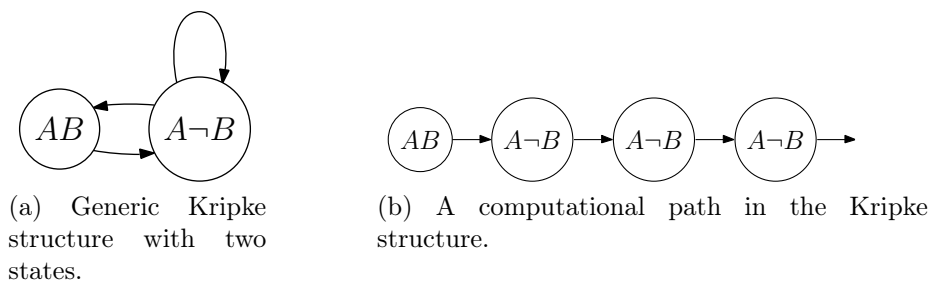 AB
A¬B
(a) Generic Kripke
structure with two
states.
AB
A¬B
A¬B
A¬B
(b) A computational path in the Kripke
structure.